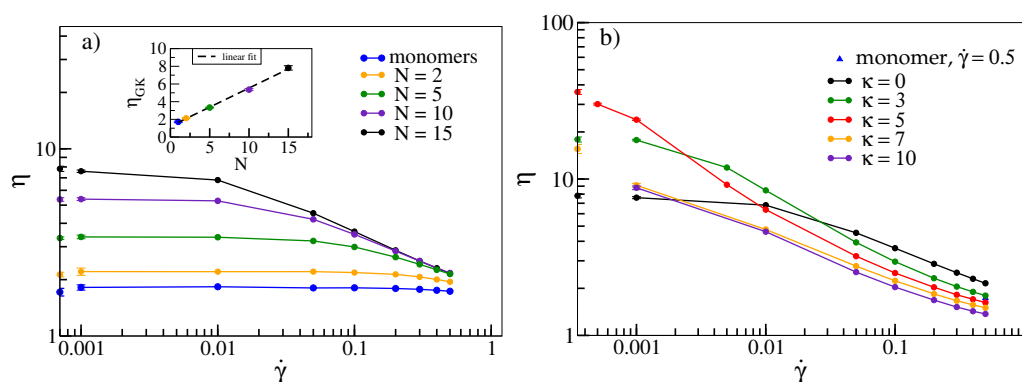 a)
10
1
η
0.001
0.01
0.1
1
γ̇
10
8
6
4
2
0
η_GK
0
5
10
15
N
linear fit
monomers
N = 2
N = 5
N = 10
N = 15
b)
100
10
1
η
0.001
0.01
0.1
γ̇
monomer, γ̇ = 0.5
κ = 0
κ = 3
κ = 5
κ = 7
κ = 10